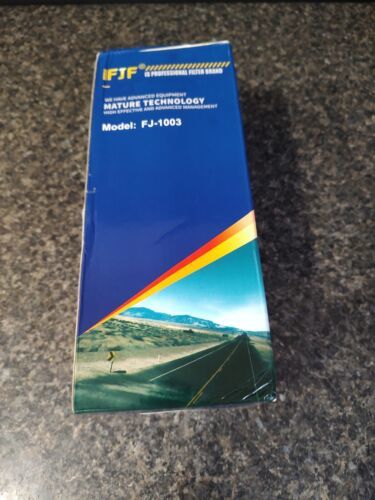 FJF® IS PROFESSIONAL FILTER BRAND
WE HAVE ADVANCED EQUIPMENT
MATURE TECHNOLOGY
HIGH EFFECTIVE AND ADVANCED MANAGEMENT
Model: FJ-1003